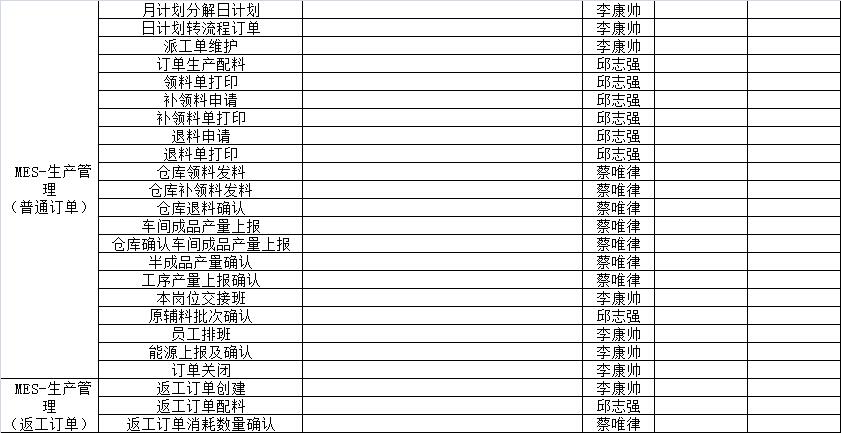 月计划分解日计划 李康帅
日计划转流程订单 李康帅
派工单维护 李康帅
订单生产配料 邱志强
领料单打印 邱志强
补领料申请 邱志强
补领料单打印 邱志强
退料申请 邱志强
退料单打印 邱志强
MES-生产管
理
（普通订单）
仓库领料发料 蔡唯律
仓库补领料发料 蔡唯律
仓库退料确认 蔡唯律
车间成品产量上报 蔡唯律
仓库确认车间成品产量上报 蔡唯律
半成品产量确认 蔡唯律
工序产量上报确认 蔡唯律
本岗位交接班 李康帅
原辅料批次确认 邱志强
员工排班 李康帅
能源上报及确认 李康帅
订单关闭 李康帅
MES-生产管
理
（返工订单）
返工订单创建 李康帅
返工订单配料 邱志强
返工订单消耗数量确认 蔡唯律